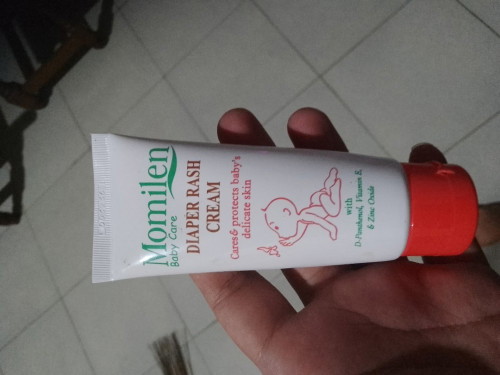 Momilen
Baby Care
DIAPER RASH
CREAM
Cares & protects baby's
delicate skin
with
D-Panthenol, Vitamin E,
& Zinc Oxide